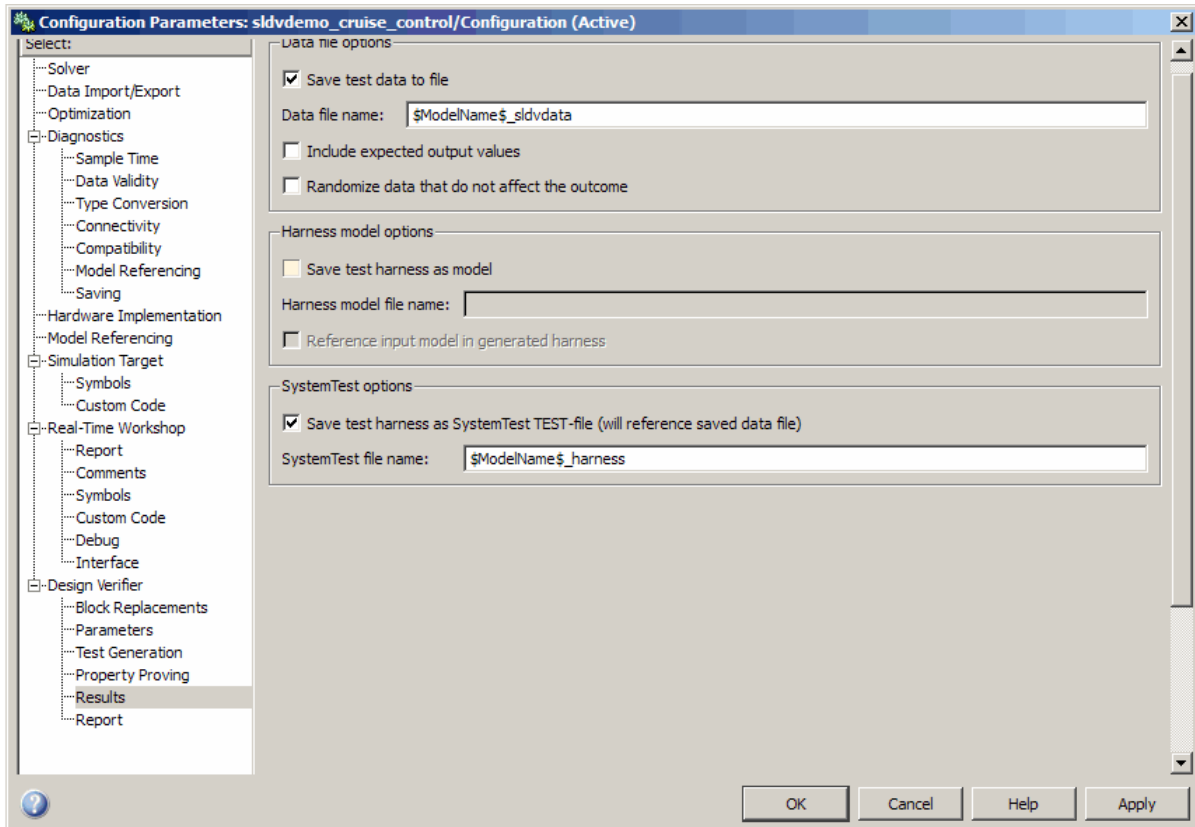 Configuration Parameters: sldvdemo_cruise_control/Configuration (Active)
Select:
Solver
Data Import/Export
Optimization
Diagnostics
Sample Time
Data Validity
Type Conversion
Connectivity
Compatibility
Model Referencing
Saving
Hardware Implementation
Model Referencing
Simulation Target
Symbols
Custom Code
Real-Time Workshop
Report
Comments
Symbols
Custom Code
Debug
Interface
Design Verifier
Block Replacements
Parameters
Test Generation
Property Proving
Results
Report
Data file options
Save test data to file
Data file name: $ModelName$_sldvdata
Include expected output values
Randomize data that do not affect the outcome
Harness model options
Save test harness as model
Harness model file name:
Reference input model in generated harness
SystemTest options
Save test harness as SystemTest TEST-file (will reference saved data file)
SystemTest file name: $ModelName$_harness
OK Cancel Help Apply